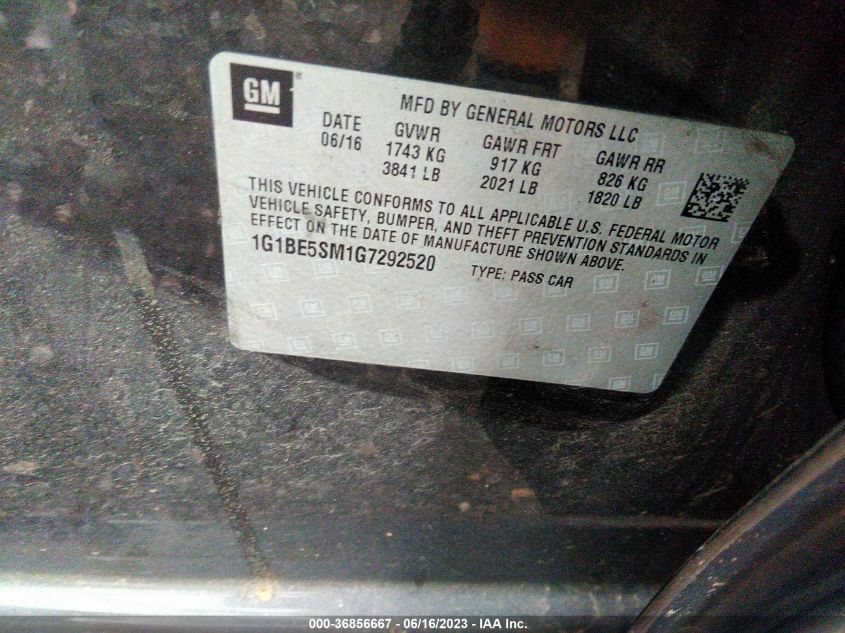 GM®
MFD BY GENERAL MOTORS LLC
DATE GVWR GAWR FRT GAWR RR
06/16 1743 KG 917 KG 826 KG
3841 LB 2021 LB 1820 LB
THIS VEHICLE CONFORMS TO ALL APPLICABLE U.S. FEDERAL MOTOR
VEHICLE SAFETY, BUMPER, AND THEFT PREVENTION STANDARDS IN
EFFECT ON THE DATE OF MANUFACTURE SHOWN ABOVE.
1G1BE5SM1G7292520 TYPE: PASS CAR
000-36856667 - 06/16/2023 - IAA Inc.